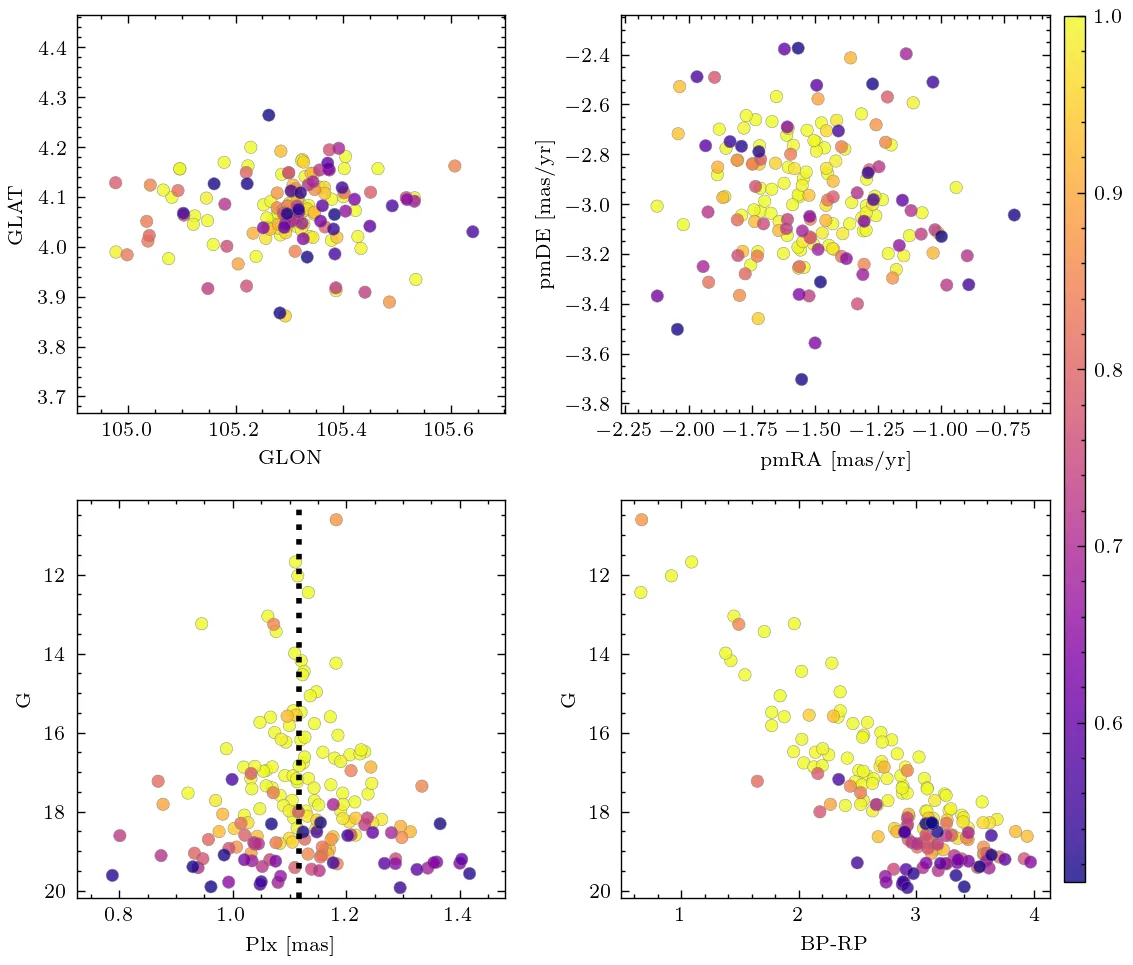 4.4
4.3
4.2
4.1
4.0
3.9
3.8
3.7
GLAT
105.0 105.2 105.4 105.6
GLON
−2.4
−2.6
−2.8
−3.0
−3.2
−3.4
−3.6
−3.8
pmDE [mas/yr]
−2.25 −2.00 −1.75 −1.50 −1.25 −1.00 −0.75
pmRA [mas/yr]
12
14
16
18
20
G
0.8 1.0 1.2 1.4
Plx [mas]
12
14
16
18
20
G
1 2 3 4
BP-RP
1.0
0.9
0.8
0.7
0.6